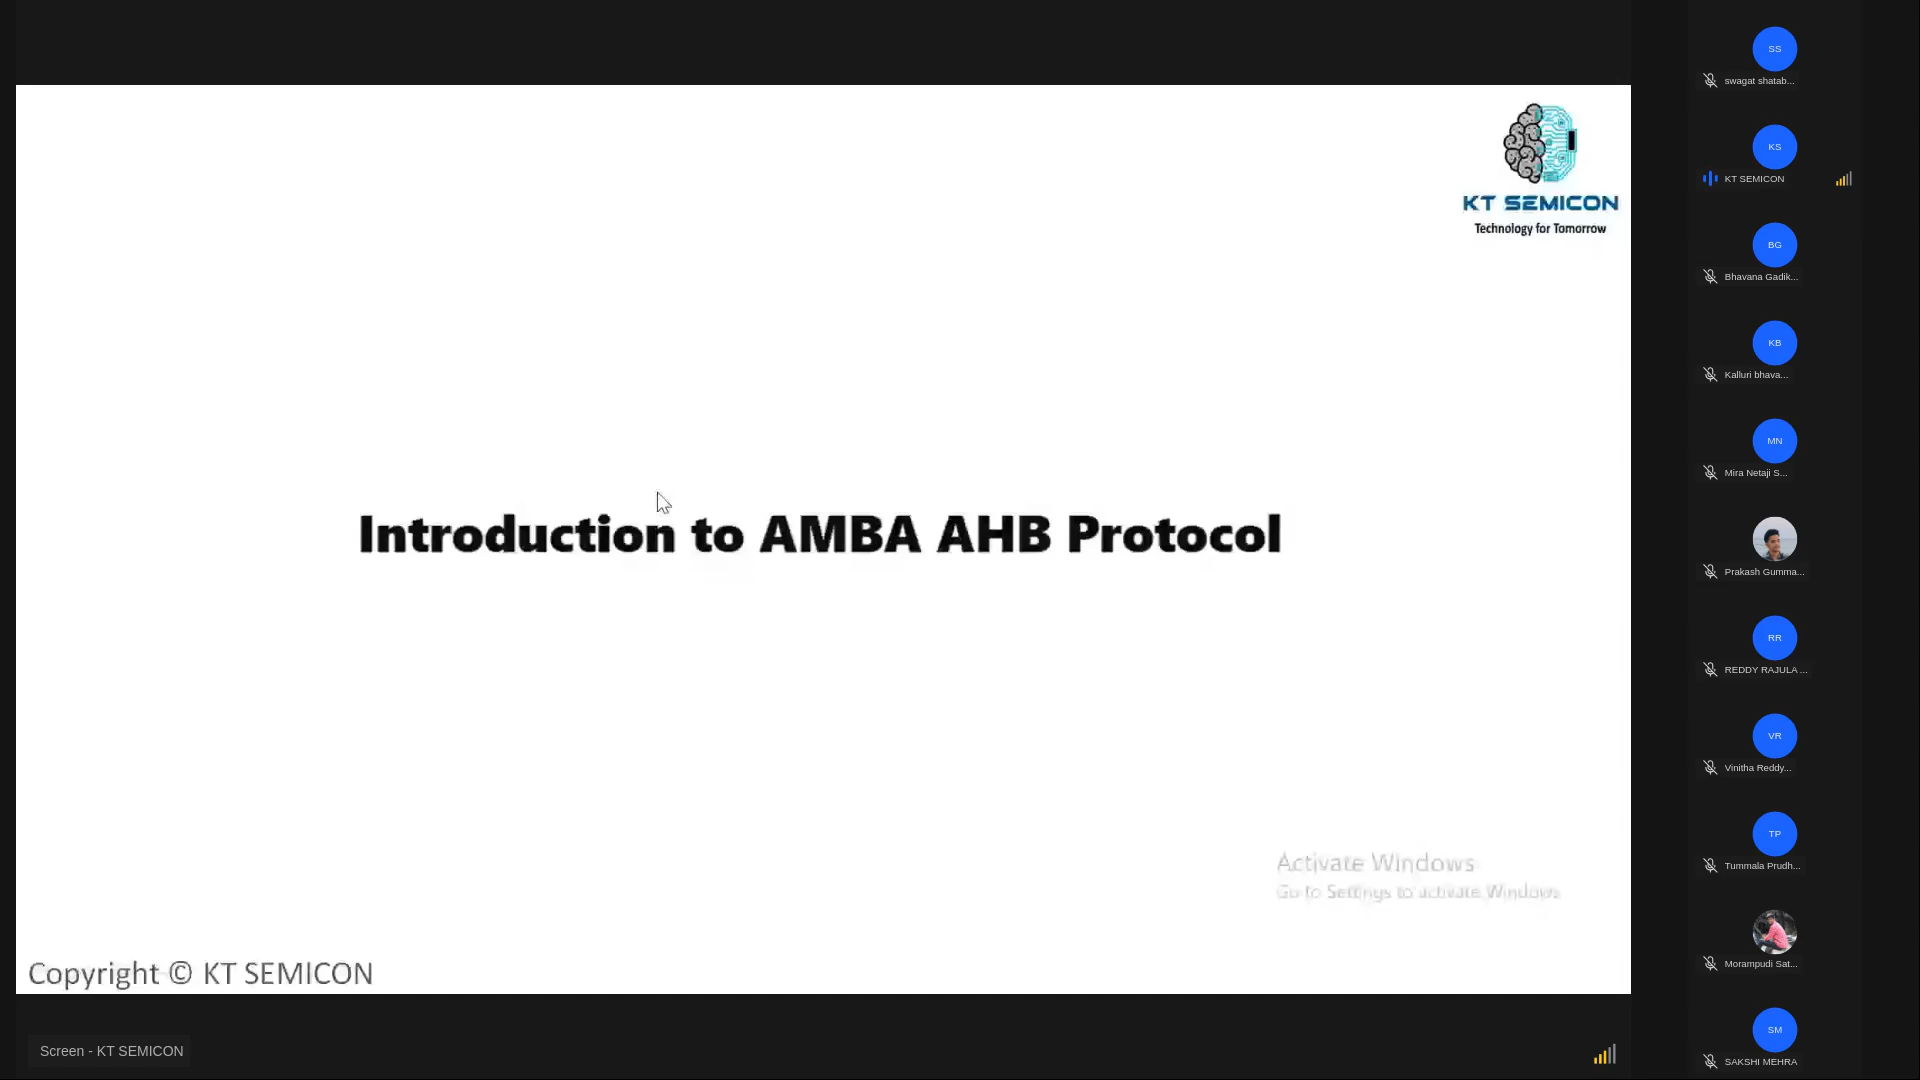 KT SEMICON
Technology for Tomorrow
Introduction to AMBA AHB Protocol
Activate Windows
Go to Settings to activate Windows
Copyright © KT SEMICON
Screen - KT SEMICON
SS
swagat shatab...
KS
KT SEMICON
BG
Bhavana Gadik...
KB
Kalluri bhava...
MN
Mira Netaji S...
Prakash Gumma...
RR
REDDY RAJULA ...
VR
Vinitha Reddy...
TP
Tummala Prudh...
Morampudi Sat...
SM
SAKSHI MEHRA